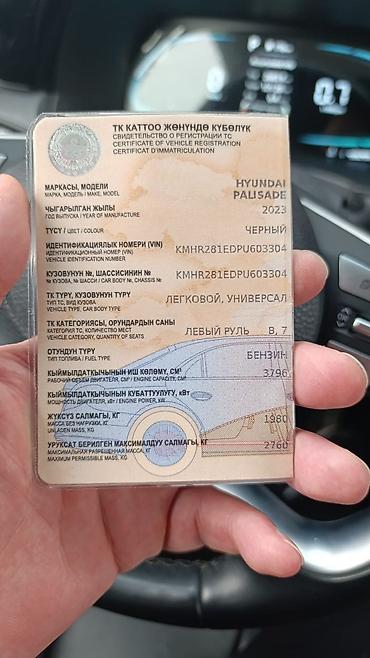 ТК КАТТОО ЖӨНҮНДӨ КҮБӨЛҮК
СВИДЕТЕЛЬСТВО О РЕГИСТРАЦИИ ТС
CERTIFICATE OF VEHICLE REGISTRATION
CERTIFICAT D'IMMATRICULATION
МАРКАСЫ, МОДЕЛИ HYUNDAI
МАРКА, МОДЕЛЬ / MAKE, MODEL PALISADE
ЧЫГАРЫЛГАН ЖЫЛЫ 2023
ГОД ВЫПУСКА / YEAR OF MANUFACTURE
ТҮСҮ / ЦВЕТ / COLOUR ЧЕРНЫЙ
ИДЕНТИФИКАЦИЯЛЫК НОМЕРИ (VIN) KMHR281EDPU603304
ИДЕНТИФИКАЦИОННЫЙ НОМЕР (VIN)
VEHICLE IDENTIFICATION NUMBER
КУЗОВУНУН №, ШАССИСИНИН № KMHR281EDPU603304
№ КУЗОВА, № ШАССИ / CAR BODY №, CHASSIS №
ТК ТҮРҮ, КУЗОВУНУН ТҮРҮ ЛЕГКОВОЙ, УНИВЕРСАЛ
ТИП ТС, ВИД КУЗОВА
VEHICLE TYPE, CAR BODY TYPE
ТК КАТЕГОРИЯСЫ, ОРУНДАРДЫН САНЫ ЛЕВЫЙ РУЛЬ B, 7
КАТЕГОРИЯ ТС, КОЛИЧЕСТВО МЕСТ
VEHICLE CATEGORY, QUANTITY OF SEATS
ОТУНДУН ТҮРҮ БЕНЗИН
ТИП ТОПЛИВА / FUEL TYPE
КЫЙМЫЛДАТКЫЧЫНЫН ИШ КӨЛӨМҮ, СМ³ 3796
РАБОЧИЙ ОБЪЕМ ДВИГАТЕЛЯ, СМ³ / ENGINE CAPACITY, СМ³
КЫЙМЫЛДАТКЫЧЫНЫН КУБАТТУУЛУГУ, кВт
МОЩНОСТЬ ДВИГАТЕЛЯ, кВт / ENGINE POWER, kW
ЖҮКСҮЗ САЛМАГЫ, КГ 1980
МАССА БЕЗ НАГРУЗКИ, КГ
UNLADEN MASS, KG
УРУКСАТ БЕРИЛГЕН МАКСИМАЛДУУ САЛМАГЫ, КГ 2760
МАКСИМАЛЬНАЯ РАЗРЕШЕННАЯ МАССА, КГ
MAXIMUM PERMISSIBLE MASS, KG